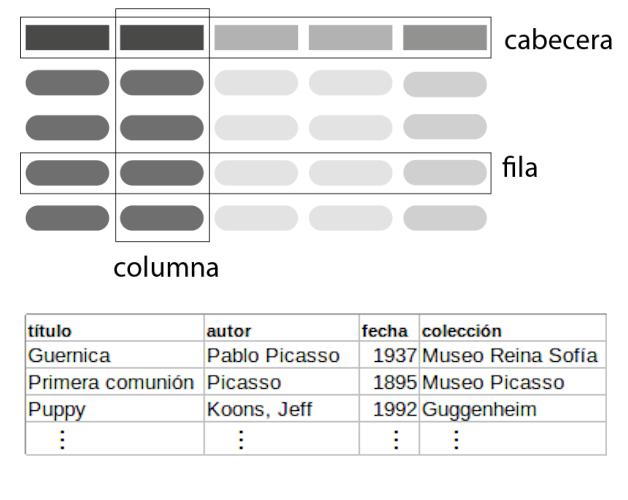 cabecera
fila
columna
título autor fecha colección
Guernica Pablo Picasso 1937 Museo Reina Sofía
Primera comunión Picasso 1895 Museo Picasso
Puppy Koons, Jeff 1992 Guggenheim
⋮ ⋮ ⋮ ⋮